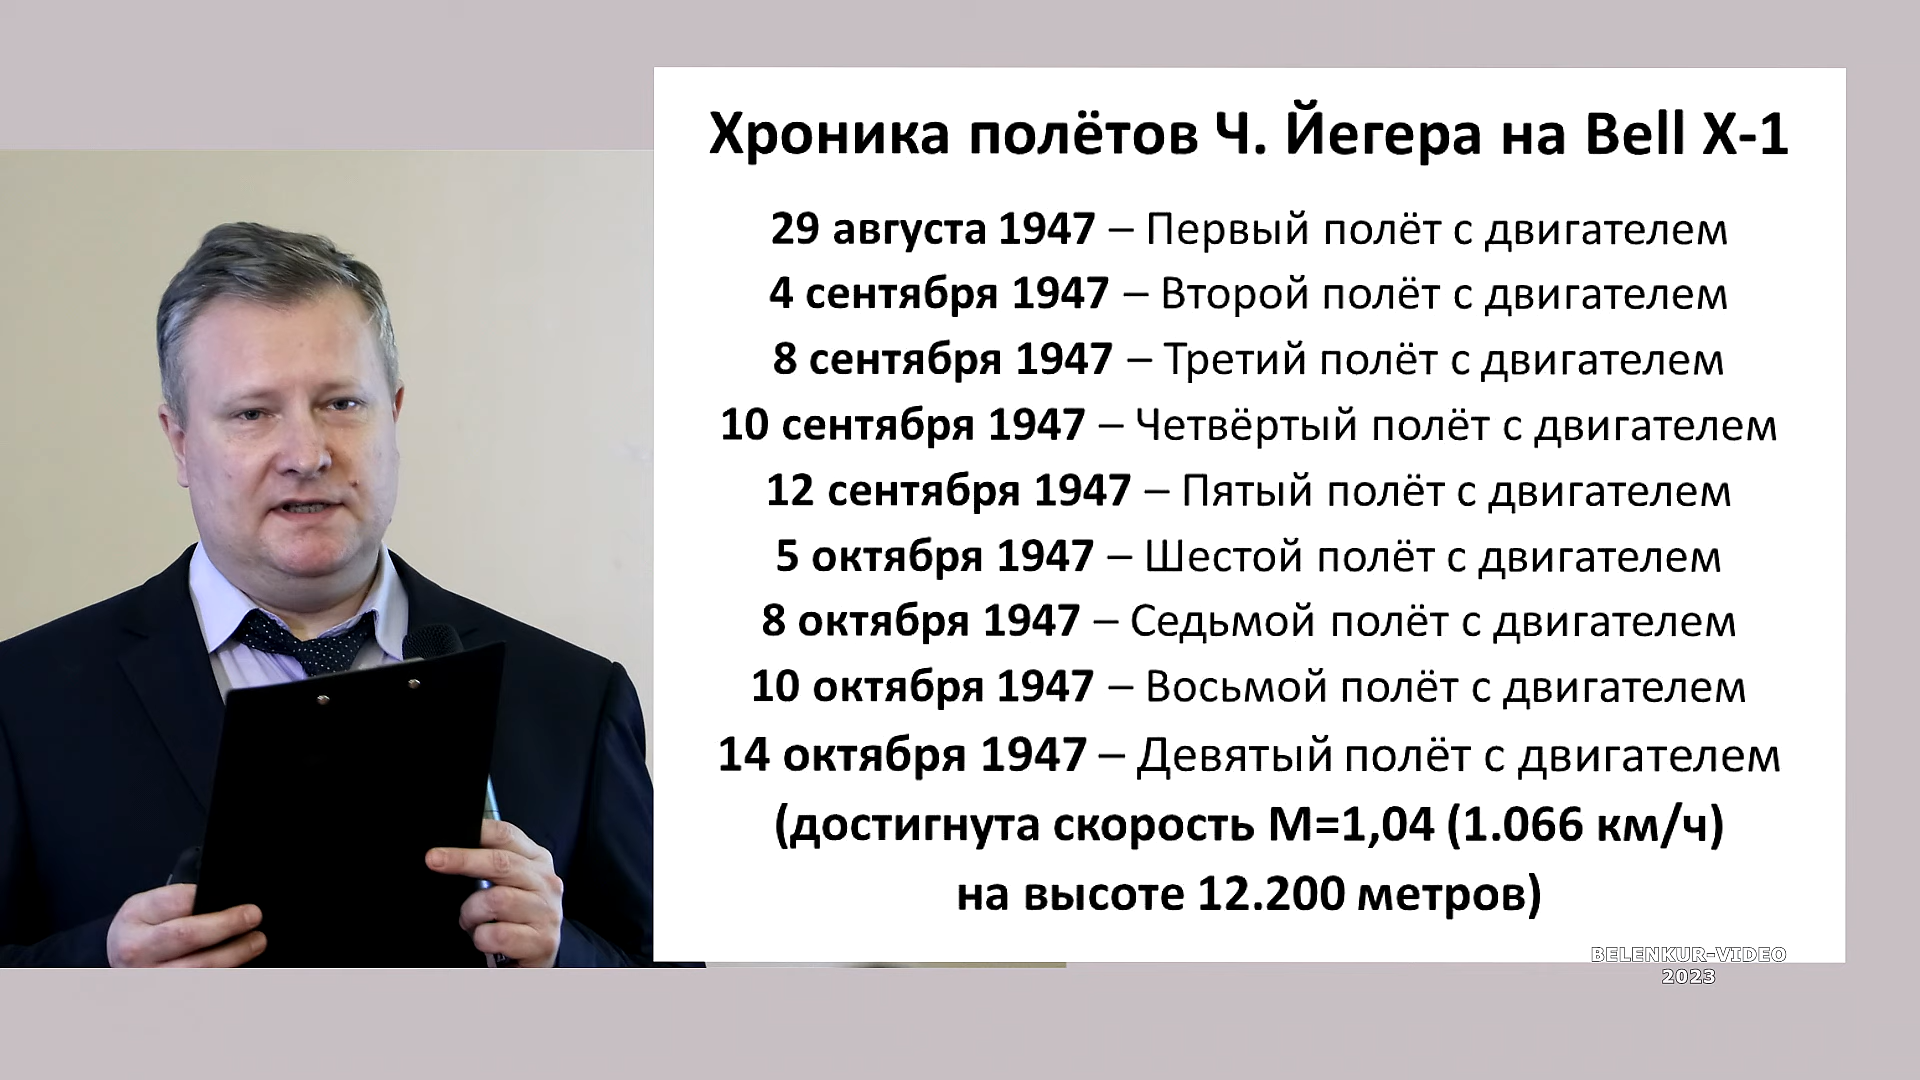 Хроника полётов Ч. Йегера на Bell X-1
29 августа 1947 – Первый полёт с двигателем
4 сентября 1947 – Второй полёт с двигателем
8 сентября 1947 – Третий полёт с двигателем
10 сентября 1947 – Четвёртый полёт с двигателем
12 сентября 1947 – Пятый полёт с двигателем
5 октября 1947 – Шестой полёт с двигателем
8 октября 1947 – Седьмой полёт с двигателем
10 октября 1947 – Восьмой полёт с двигателем
14 октября 1947 – Девятый полёт с двигателем
(достигнута скорость М=1,04 (1.066 км/ч)
на высоте 12.200 метров)
BELENKUR-VIDEO
2023